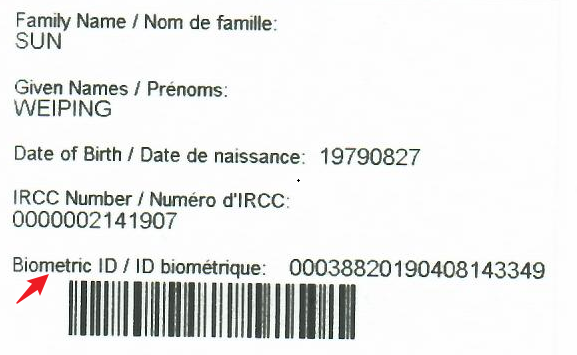 Family Name / Nom de famille:
SUN
Given Names / Prénoms:
WEIPING
Date of Birth / Date de naissance: 19790827
IRCC Number / Numéro d'IRCC:
0000002141907
Biometric ID / ID biométrique: 00038820190408143349